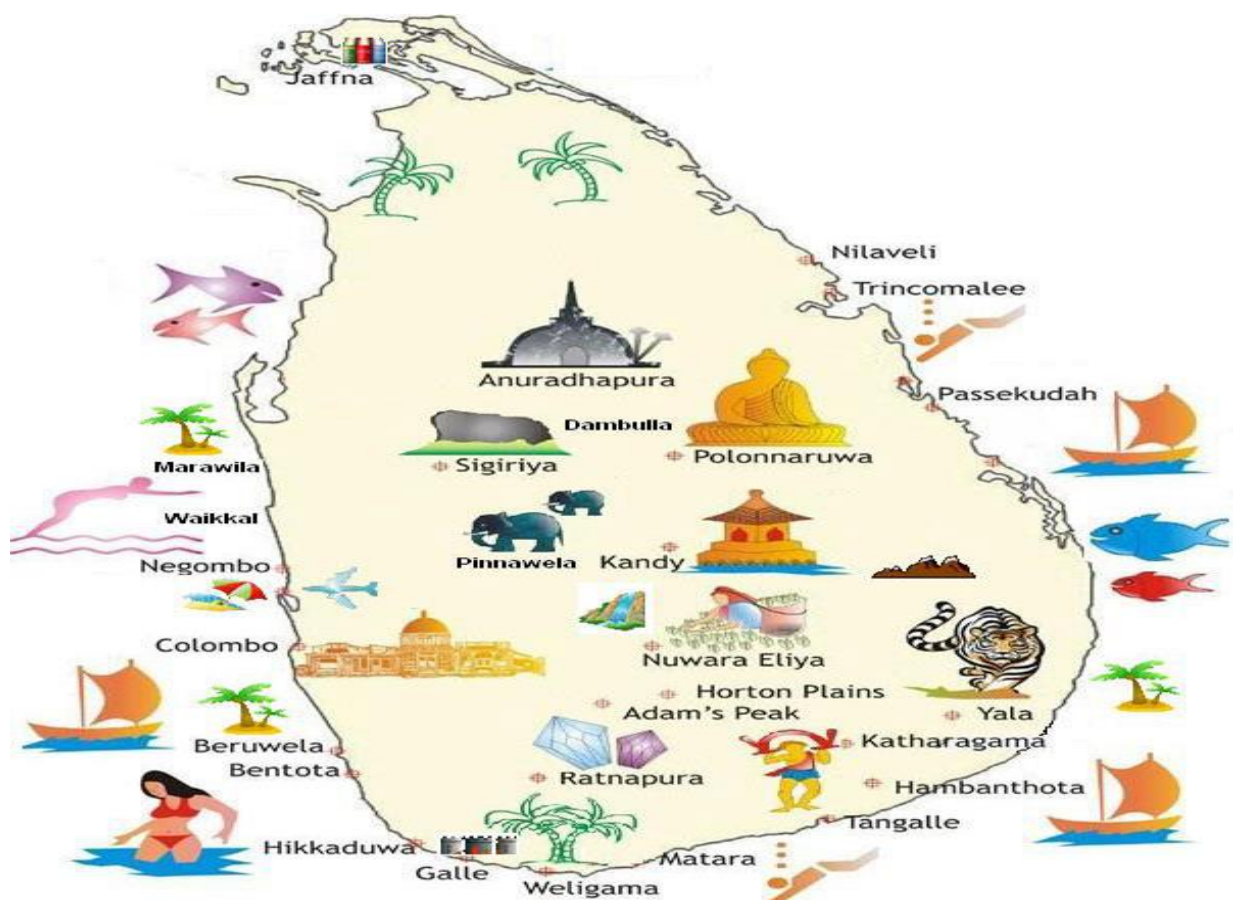 Jaffna
Nilaveli
Trincomalee
Anuradhapura
Passekudah
Dambulla
Marawila
Sigiriya
Polonnaruwa
Waikkal
Negombo
Pinnawela
Kandy
Colombo
Nuwara Eliya
Horton Plains
Adam's Peak
Yala
Beruwela
Katharagama
Bentota
Ratnapura
Hambanthota
Tangalle
Hikkaduwa
Galle
Matara
Weligama